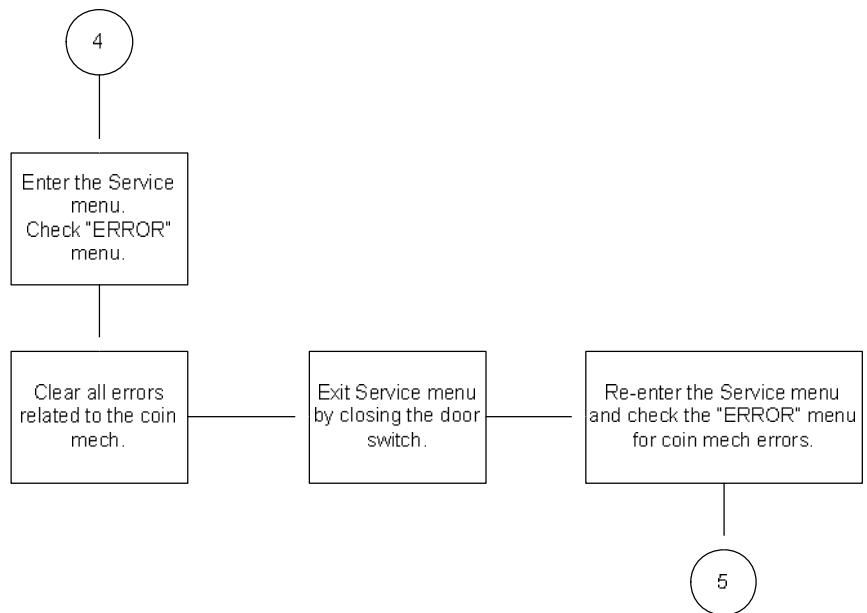 4
Enter the Service
menu.
Check "ERROR"
menu.
Clear all errors
related to the coin
mech.
Exit Service menu
by closing the door
switch.
Re-enter the Service menu
and check the "ERROR" menu
for coin mech errors.
5